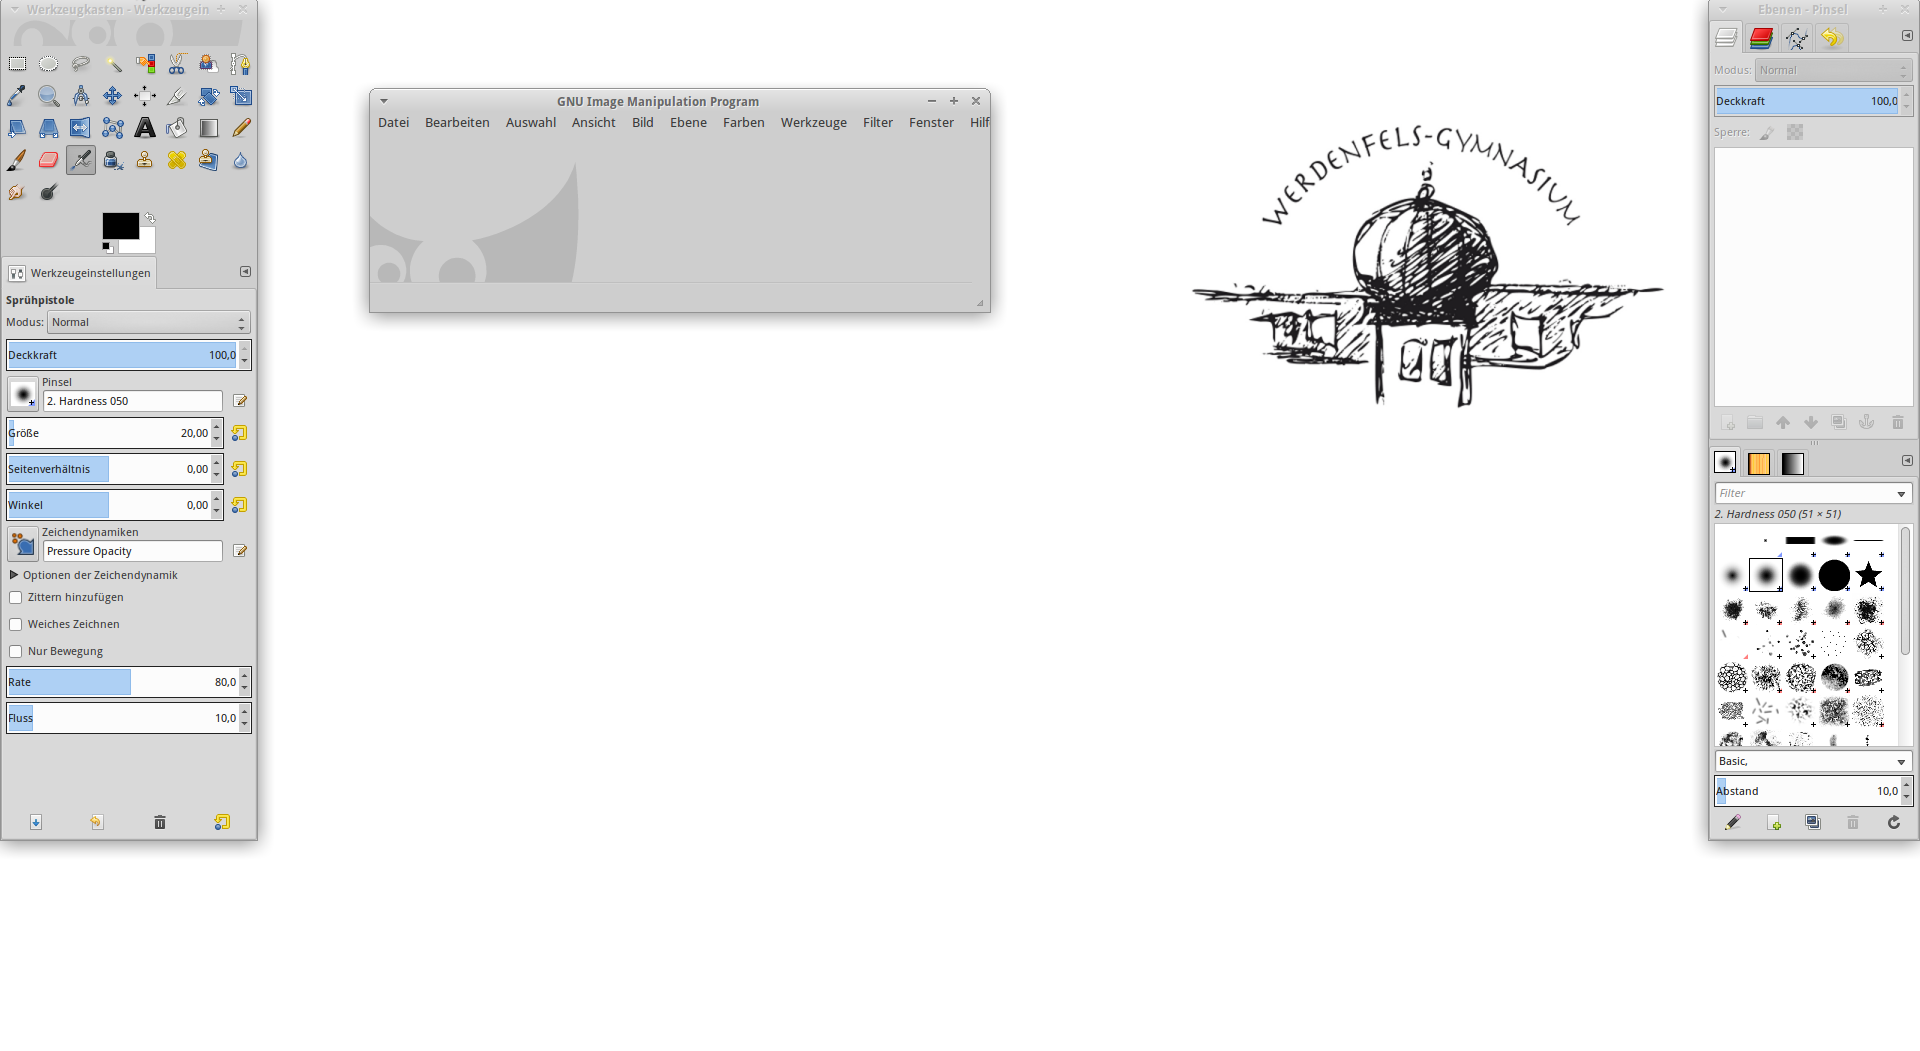 Werkzeugkasten - Werkzeugein
Werkzeugeinstellungen
Sprühpistole
Modus: Normal
Deckkraft 100,0
Pinsel
2. Hardness 050
Größe 20,00
Seitenverhältnis 0,00
Winkel 0,00
Zeichendynamiken
Pressure Opacity
Optionen der Zeichendynamik
Zittern hinzufügen
Weiches Zeichnen
Nur Bewegung
Rate 80,0
Fluss 10,0
GNU Image Manipulation Program
Datei Bearbeiten Auswahl Ansicht Bild Ebene Farben Werkzeuge Filter Fenster Hilf
WERDENFELS-GYMNASIUM
Ebenen - Pinsel
Modus: Normal
Deckkraft 100,0
Sperre:
Filter
2. Hardness 050 (51 × 51)
Basic,
Abstand 10,0